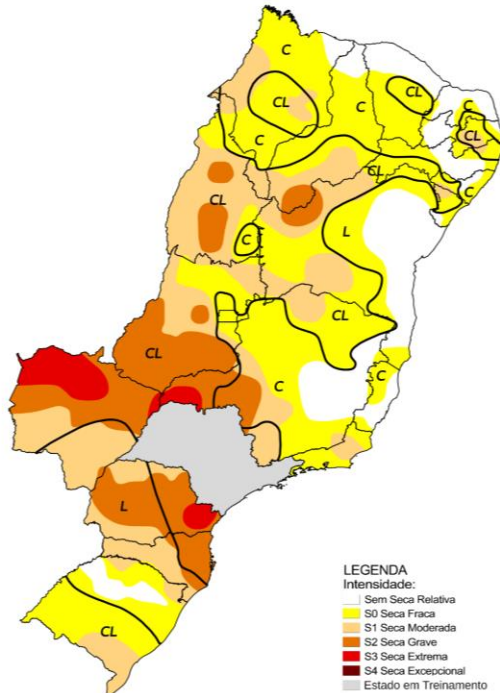 C
CL
C
CL
C
C
CL
C
CL
CL
C
L
C
CL
CL
C
C
L
CL
LEGENDA
Intensidade:
Sem Seca Relativa
S0 Seca Fraca
S1 Seca Moderada
S2 Seca Grave
S3 Seca Extrema
S4 Seca Excepcional
Estado em Treinamento